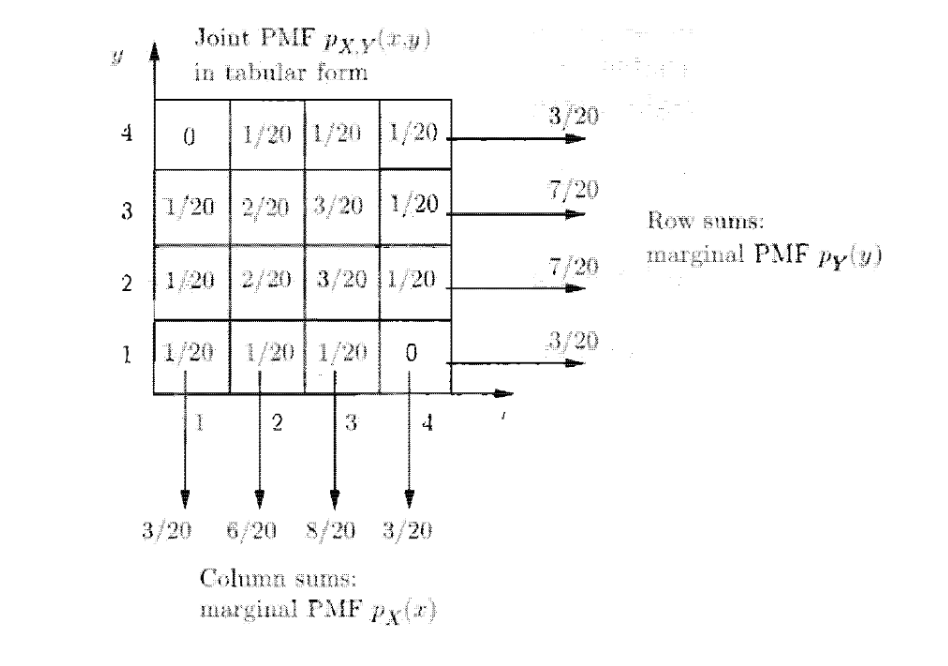 Joint PMF p_{X,Y}(x,y)
in tabular form
y
4 0 1/20 1/20 1/20 3/20
3 1/20 2/20 3/20 1/20 7/20
2 1/20 2/20 3/20 1/20 7/20
1 1/20 1/20 1/20 0 3/20
Row sums:
marginal PMF p_Y(y)
1 2 3 4
3/20 6/20 8/20 3/20
Column sums:
marginal PMF p_X(x)